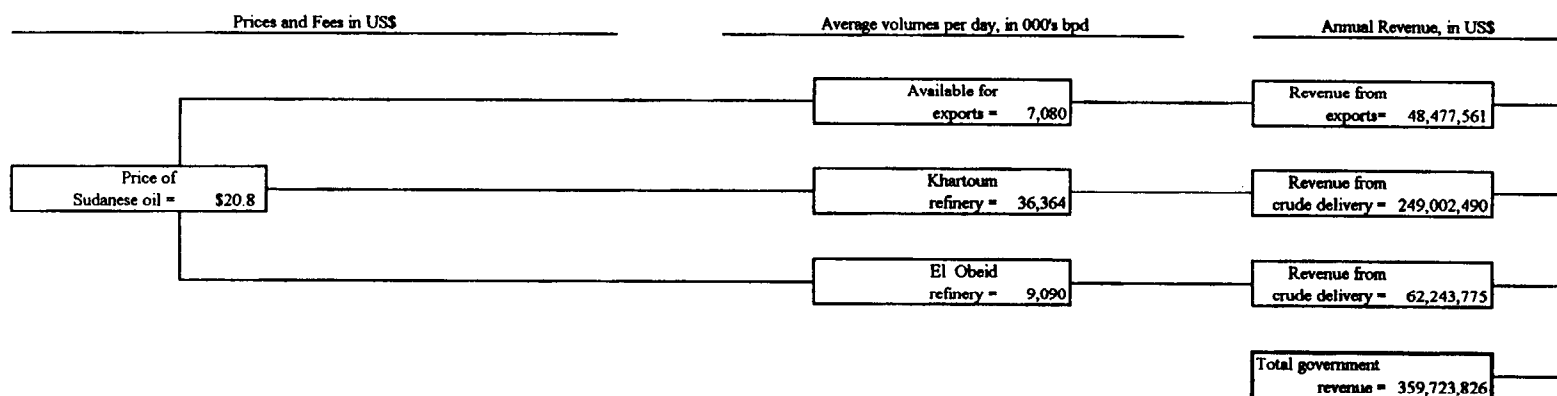 Prices and Fees in US$
Average volumes per day, in 000's bpd
Annual Revenue, in US$
Available for
exports = 7,080
Revenue from
exports= 48,477,561
Price of
Sudanese oil = $20.8
Khartoum
refinery = 36,364
Revenue from
crude delivery = 249,002,490
El Obeid
refinery = 9,090
Revenue from
crude delivery = 62,243,775
Total government
revenue = 359,723,826